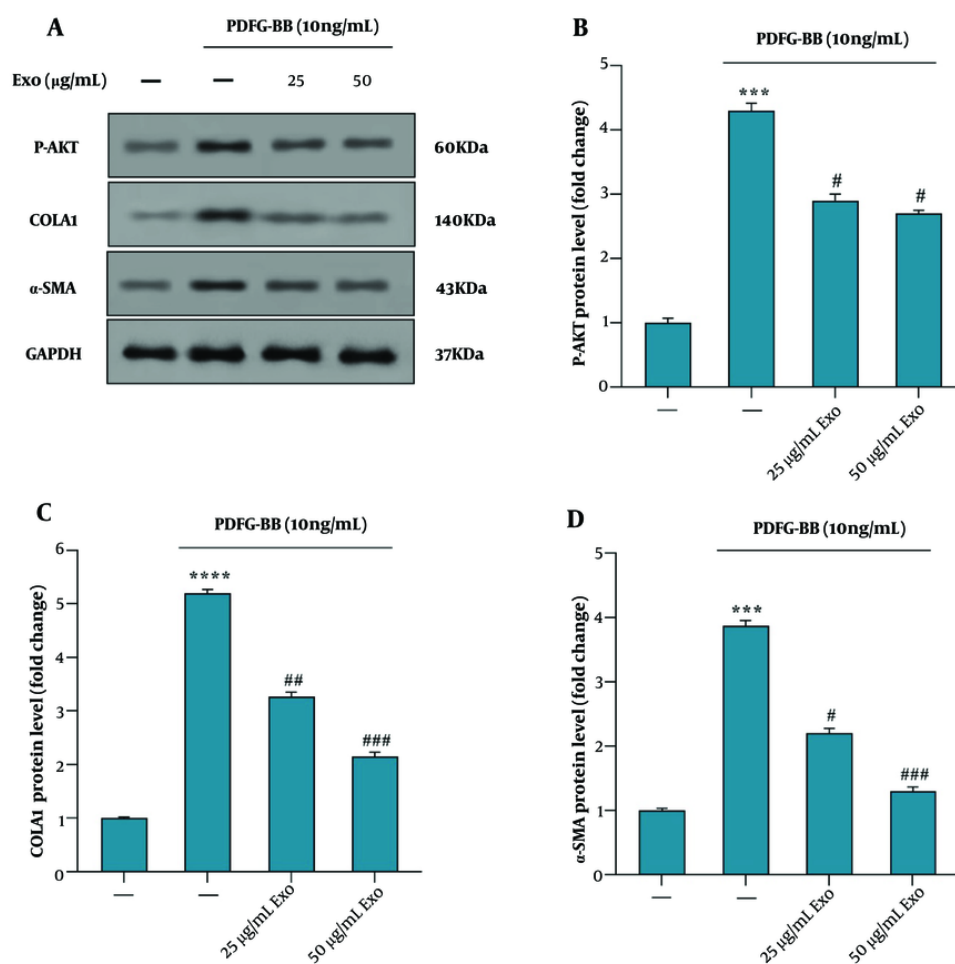 A
PDFG-BB (10ng/mL)
Exo (µg/mL) — — 25 50
P-AKT 60KDa
COLA1 140KDa
α-SMA 43KDa
GAPDH 37KDa
B
PDFG-BB (10ng/mL)
P-AKT protein level (fold change)
5
4
3
2
1
0
***
#
#
—
—
25 µg/mL Exo
50 µg/mL Exo
C
PDFG-BB (10ng/mL)
COLA1 protein level (fold change)
6
5
4
3
2
1
0
****
##
###
—
—
25 µg/mL Exo
50 µg/mL Exo
D
PDFG-BB (10ng/mL)
α-SMA protein level (fold change)
5
4
3
2
1
0
***
#
###
—
—
25 µg/mL Exo
50 µg/mL Exo